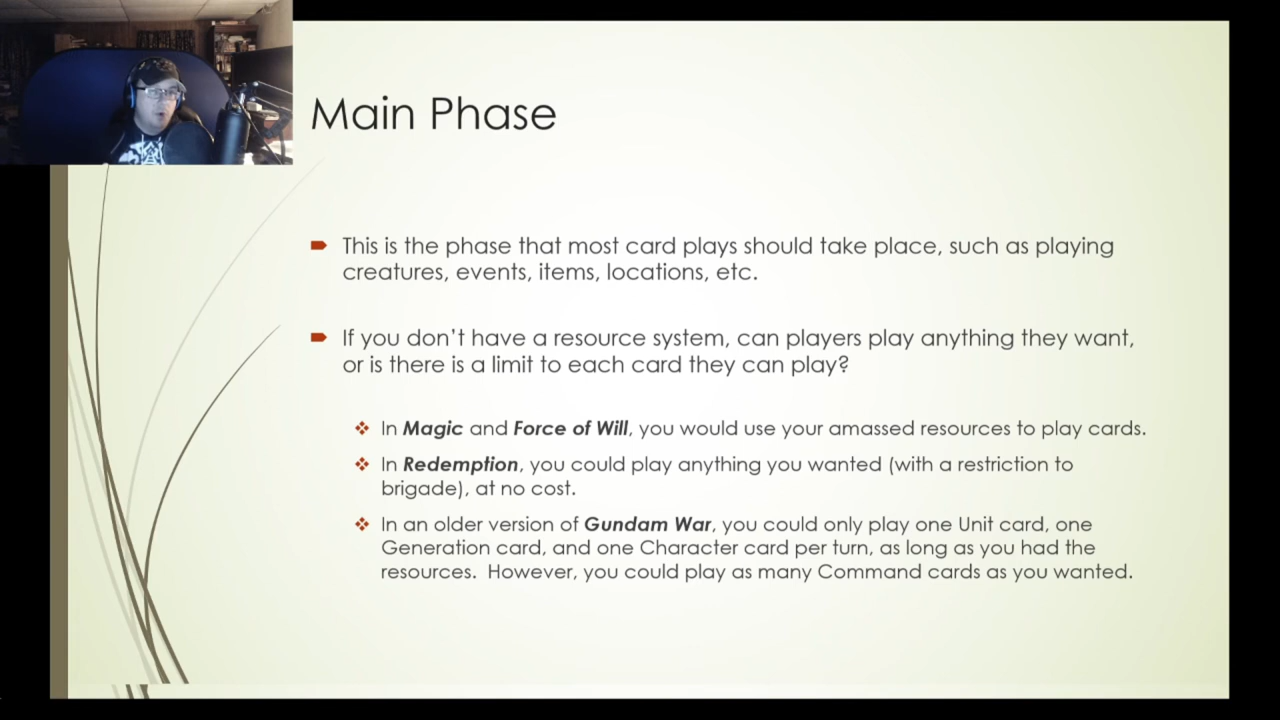 Main Phase
This is the phase that most card plays should take place, such as playing
creatures, events, items, locations, etc.
If you don't have a resource system, can players play anything they want,
or is there is a limit to each card they can play?
In Magic and Force of Will, you would use your amassed resources to play cards.
In Redemption, you could play anything you wanted (with a restriction to
brigade), at no cost.
In an older version of Gundam War, you could only play one Unit card, one
Generation card, and one Character card per turn, as long as you had the
resources.  However, you could play as many Command cards as you wanted.